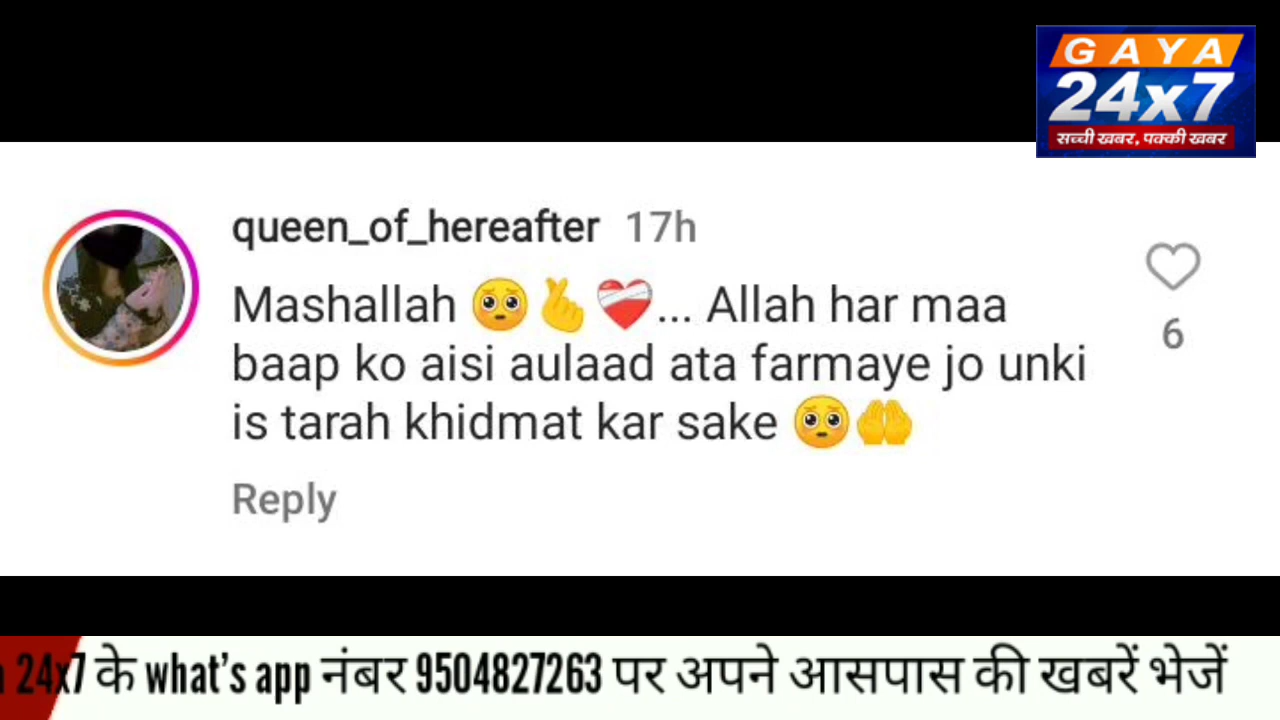 GAYA
24x7
सच्ची खबर, पक्की खबर
queen_of_hereafter 17h
Mashallah 🥺🫰❤️‍🩹... Allah har maa
baap ko aisi aulaad ata farmaye jo unki
is tarah khidmat kar sake 🥺🤲
6
Reply
24x7 के what's app नंबर 9504827263 पर अपने आसपास की खबरें भेजें